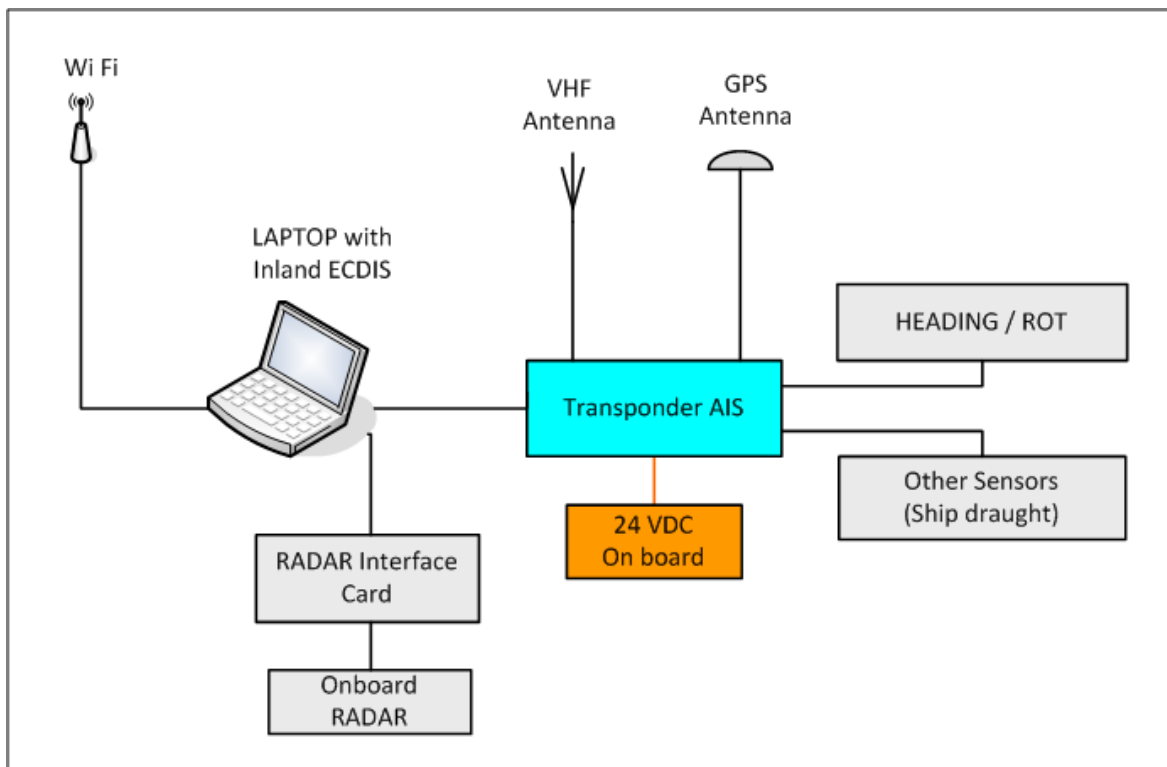 Wi Fi
VHF
Antenna
GPS
Antenna
LAPTOP with
Inland ECDIS
HEADING / ROT
Transponder AIS
Other Sensors
(Ship draught)
24 VDC
On board
RADAR Interface
Card
Onboard
RADAR